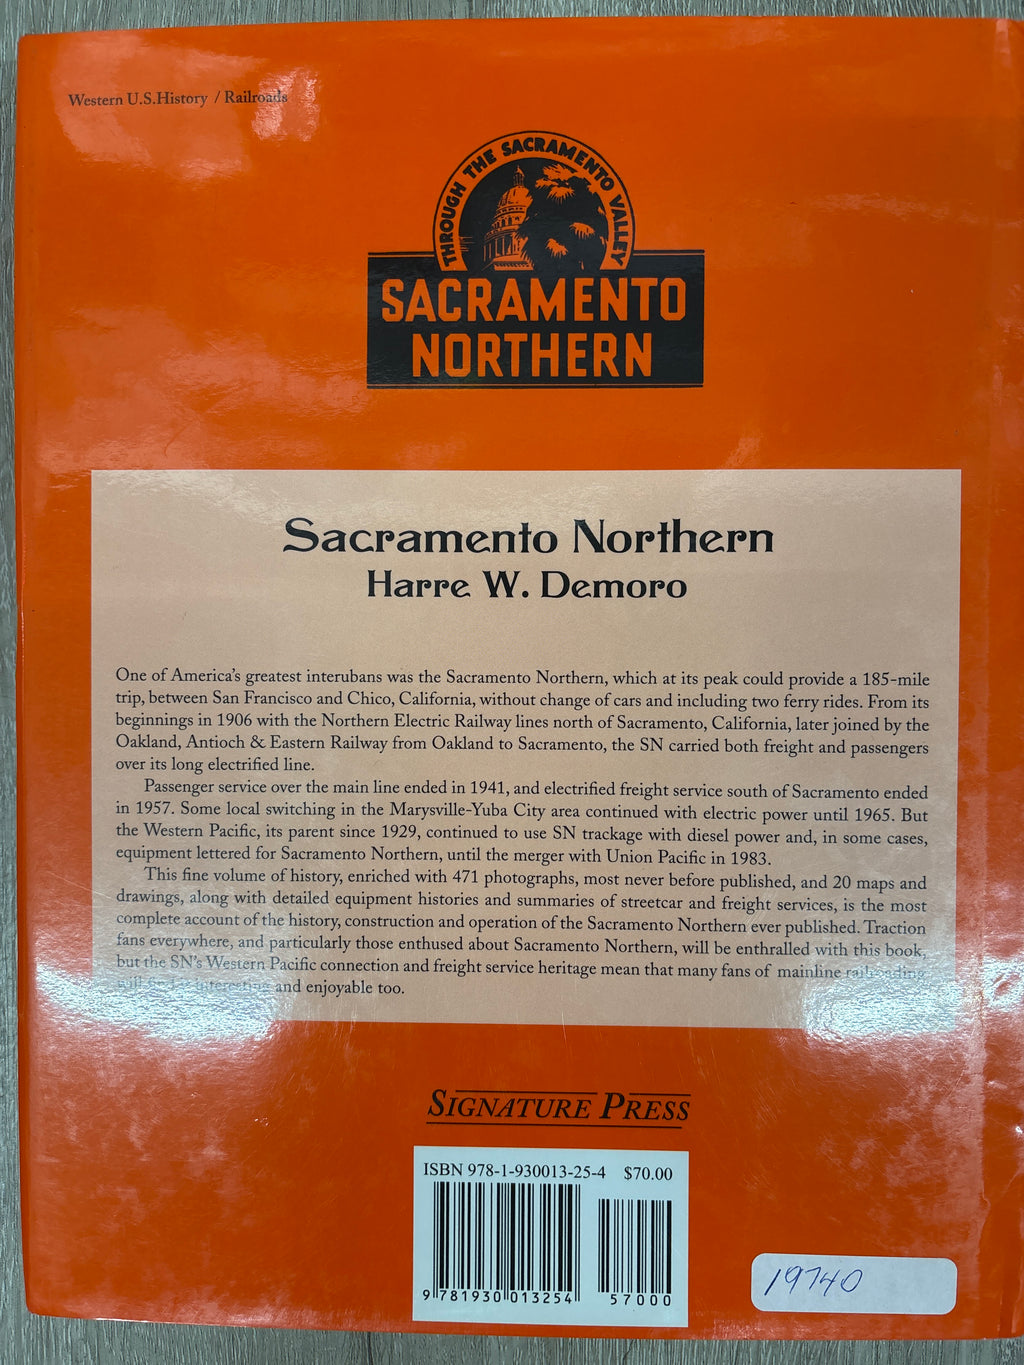 Western U.S.History / Railroads
THROUGH THE SACRAMENTO VALLEY
SACRAMENTO
NORTHERN
Sacramento Northern
Harre W. Demoro
One of America's greatest interubans was the Sacramento Northern, which at its peak could provide a 185-mile
trip, between San Francisco and Chico, California, without change of cars and including two ferry rides. From its
beginnings in 1906 with the Northern Electric Railway lines north of Sacramento, California, later joined by the
Oakland, Antioch & Eastern Railway from Oakland to Sacramento, the SN carried both freight and passengers
over its long electrified line.
Passenger service over the main line ended in 1941, and electrified freight service south of Sacramento ended
in 1957. Some local switching in the Marysville-Yuba City area continued with electric power until 1965. But
the Western Pacific, its parent since 1929, continued to use SN trackage with diesel power and, in some cases,
equipment lettered for Sacramento Northern, until the merger with Union Pacific in 1983.
This fine volume of history, enriched with 471 photographs, most never before published, and 20 maps and
drawings, along with detailed equipment histories and summaries of streetcar and freight services, is the most
complete account of the history, construction and operation of the Sacramento Northern ever published. Traction
fans everywhere, and particularly those enthused about Sacramento Northern, will be enthralled with this book,
but the SN's Western Pacific connection and freight service heritage mean that many fans of mainline railroading
will find it interesting and enjoyable too.
SIGNATURE PRESS
ISBN 978-1-930013-25-4 $70.00
9 781930 013254 57000
19740